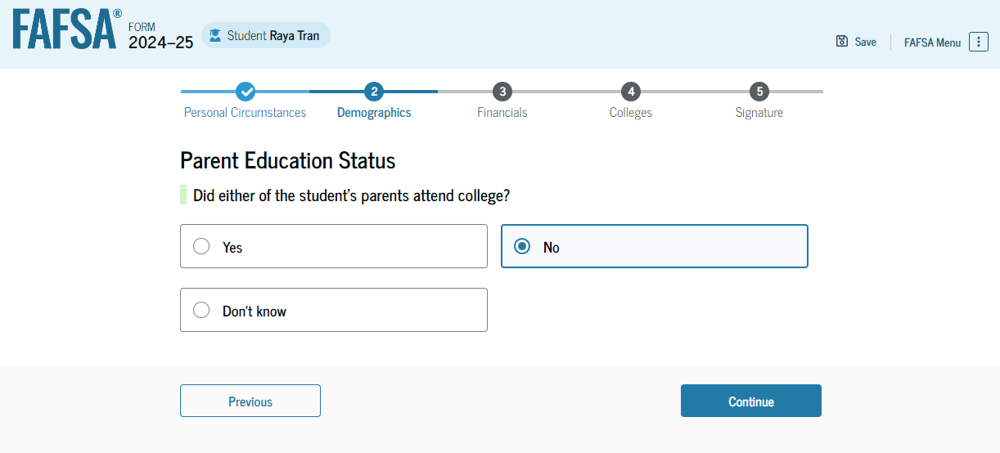 FAFSA®
FORM
2024–25
Student Raya Tran
Save
FAFSA Menu
2
3
4
5
Personal Circumstances
Demographics
Financials
Colleges
Signature
Parent Education Status
Did either of the student's parents attend college?
Yes
No
Don't know
Previous
Continue